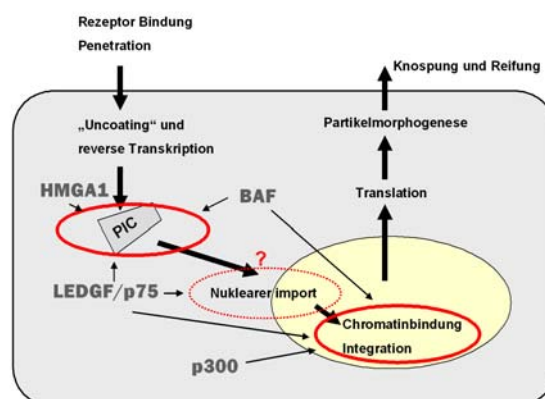 Rezeptor Bindung
Penetration
Knospung und Reifung
„Uncoating“ und
reverse Transkription
Partikelmorphogenese
HMGA1
BAF
Translation
PIC
?
LEDGF/p75
Nuklearer import
Chromatinbindung
Integration
p300